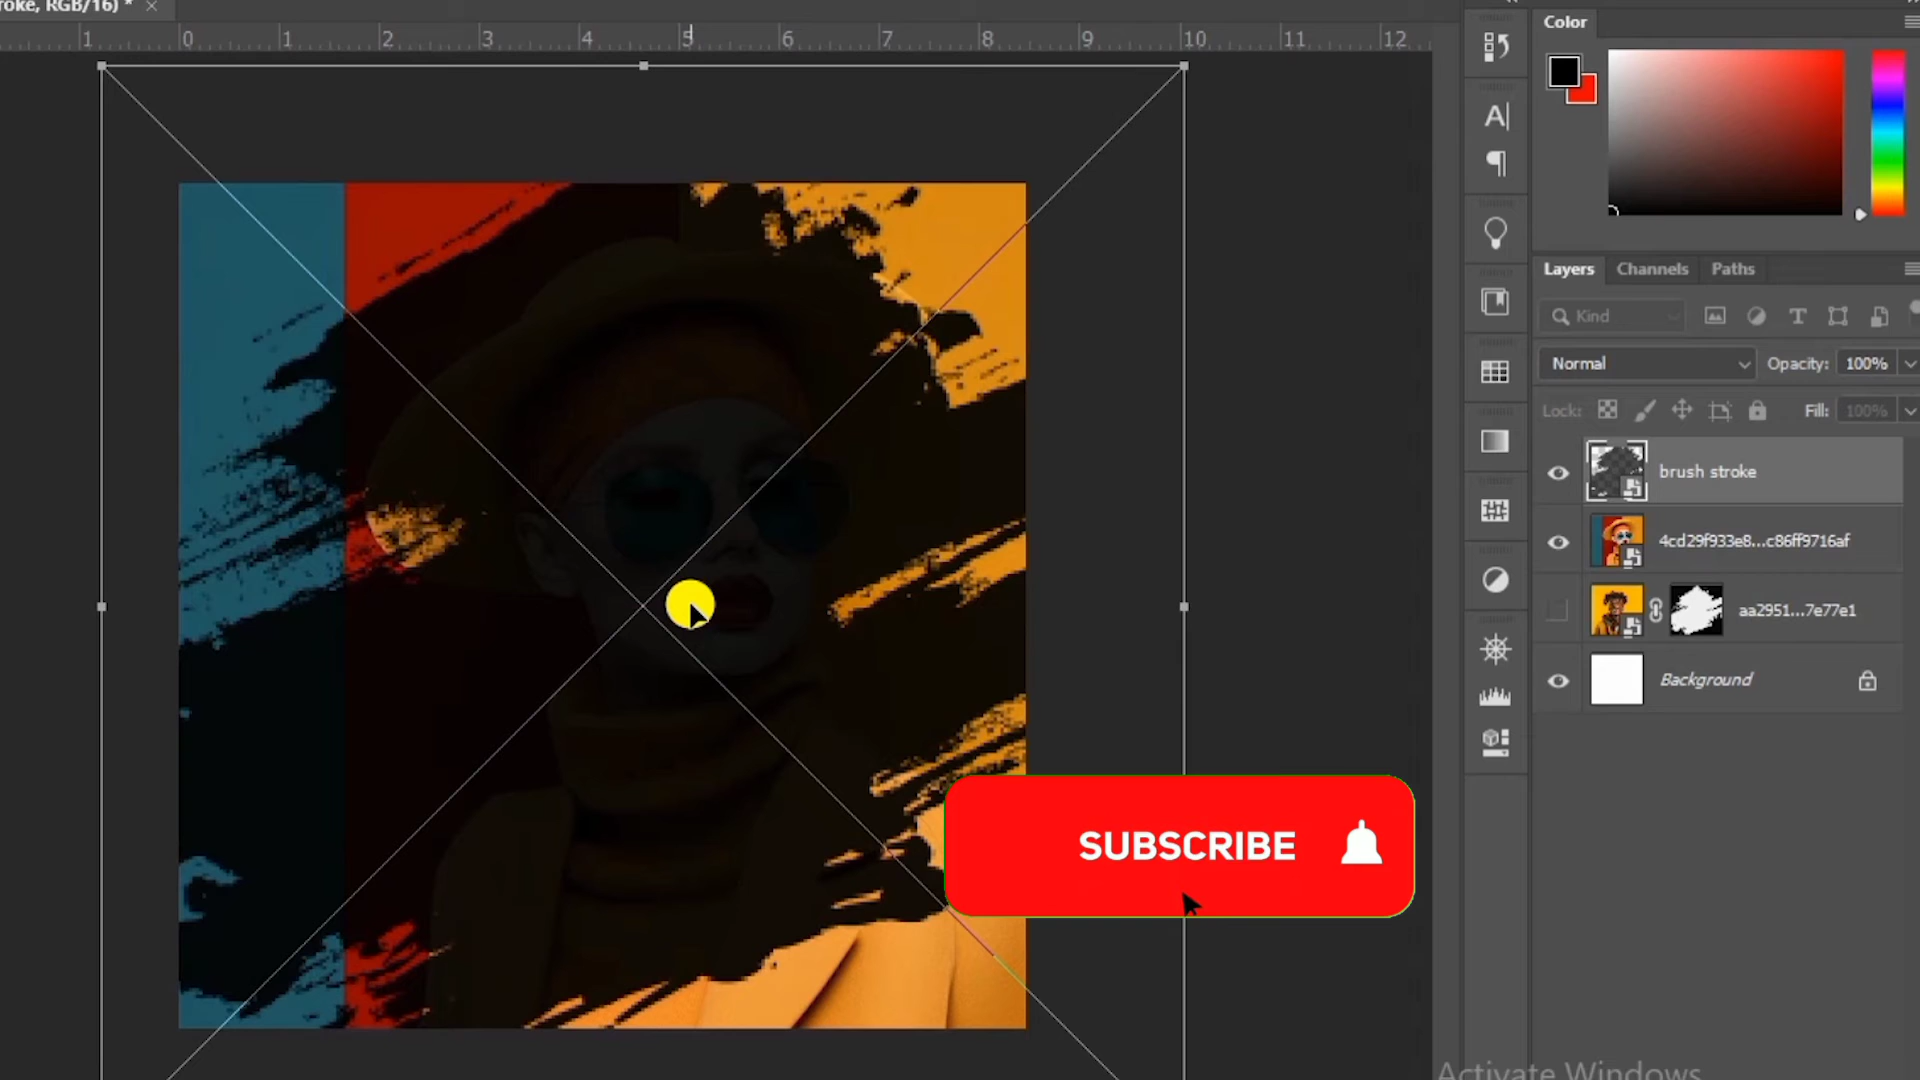 roke, RGB/16) *
1 0 1 2 3 4 5 6 7 8 9 10 11 12
Color
Layers Channels Paths
Kind
Normal Opacity: 100%
Lock: Fill: 100%
brush stroke
4cd29f933e8...c86ff9716af
aa2951...7e77e1
Background
SUBSCRIBE
Activate Windows